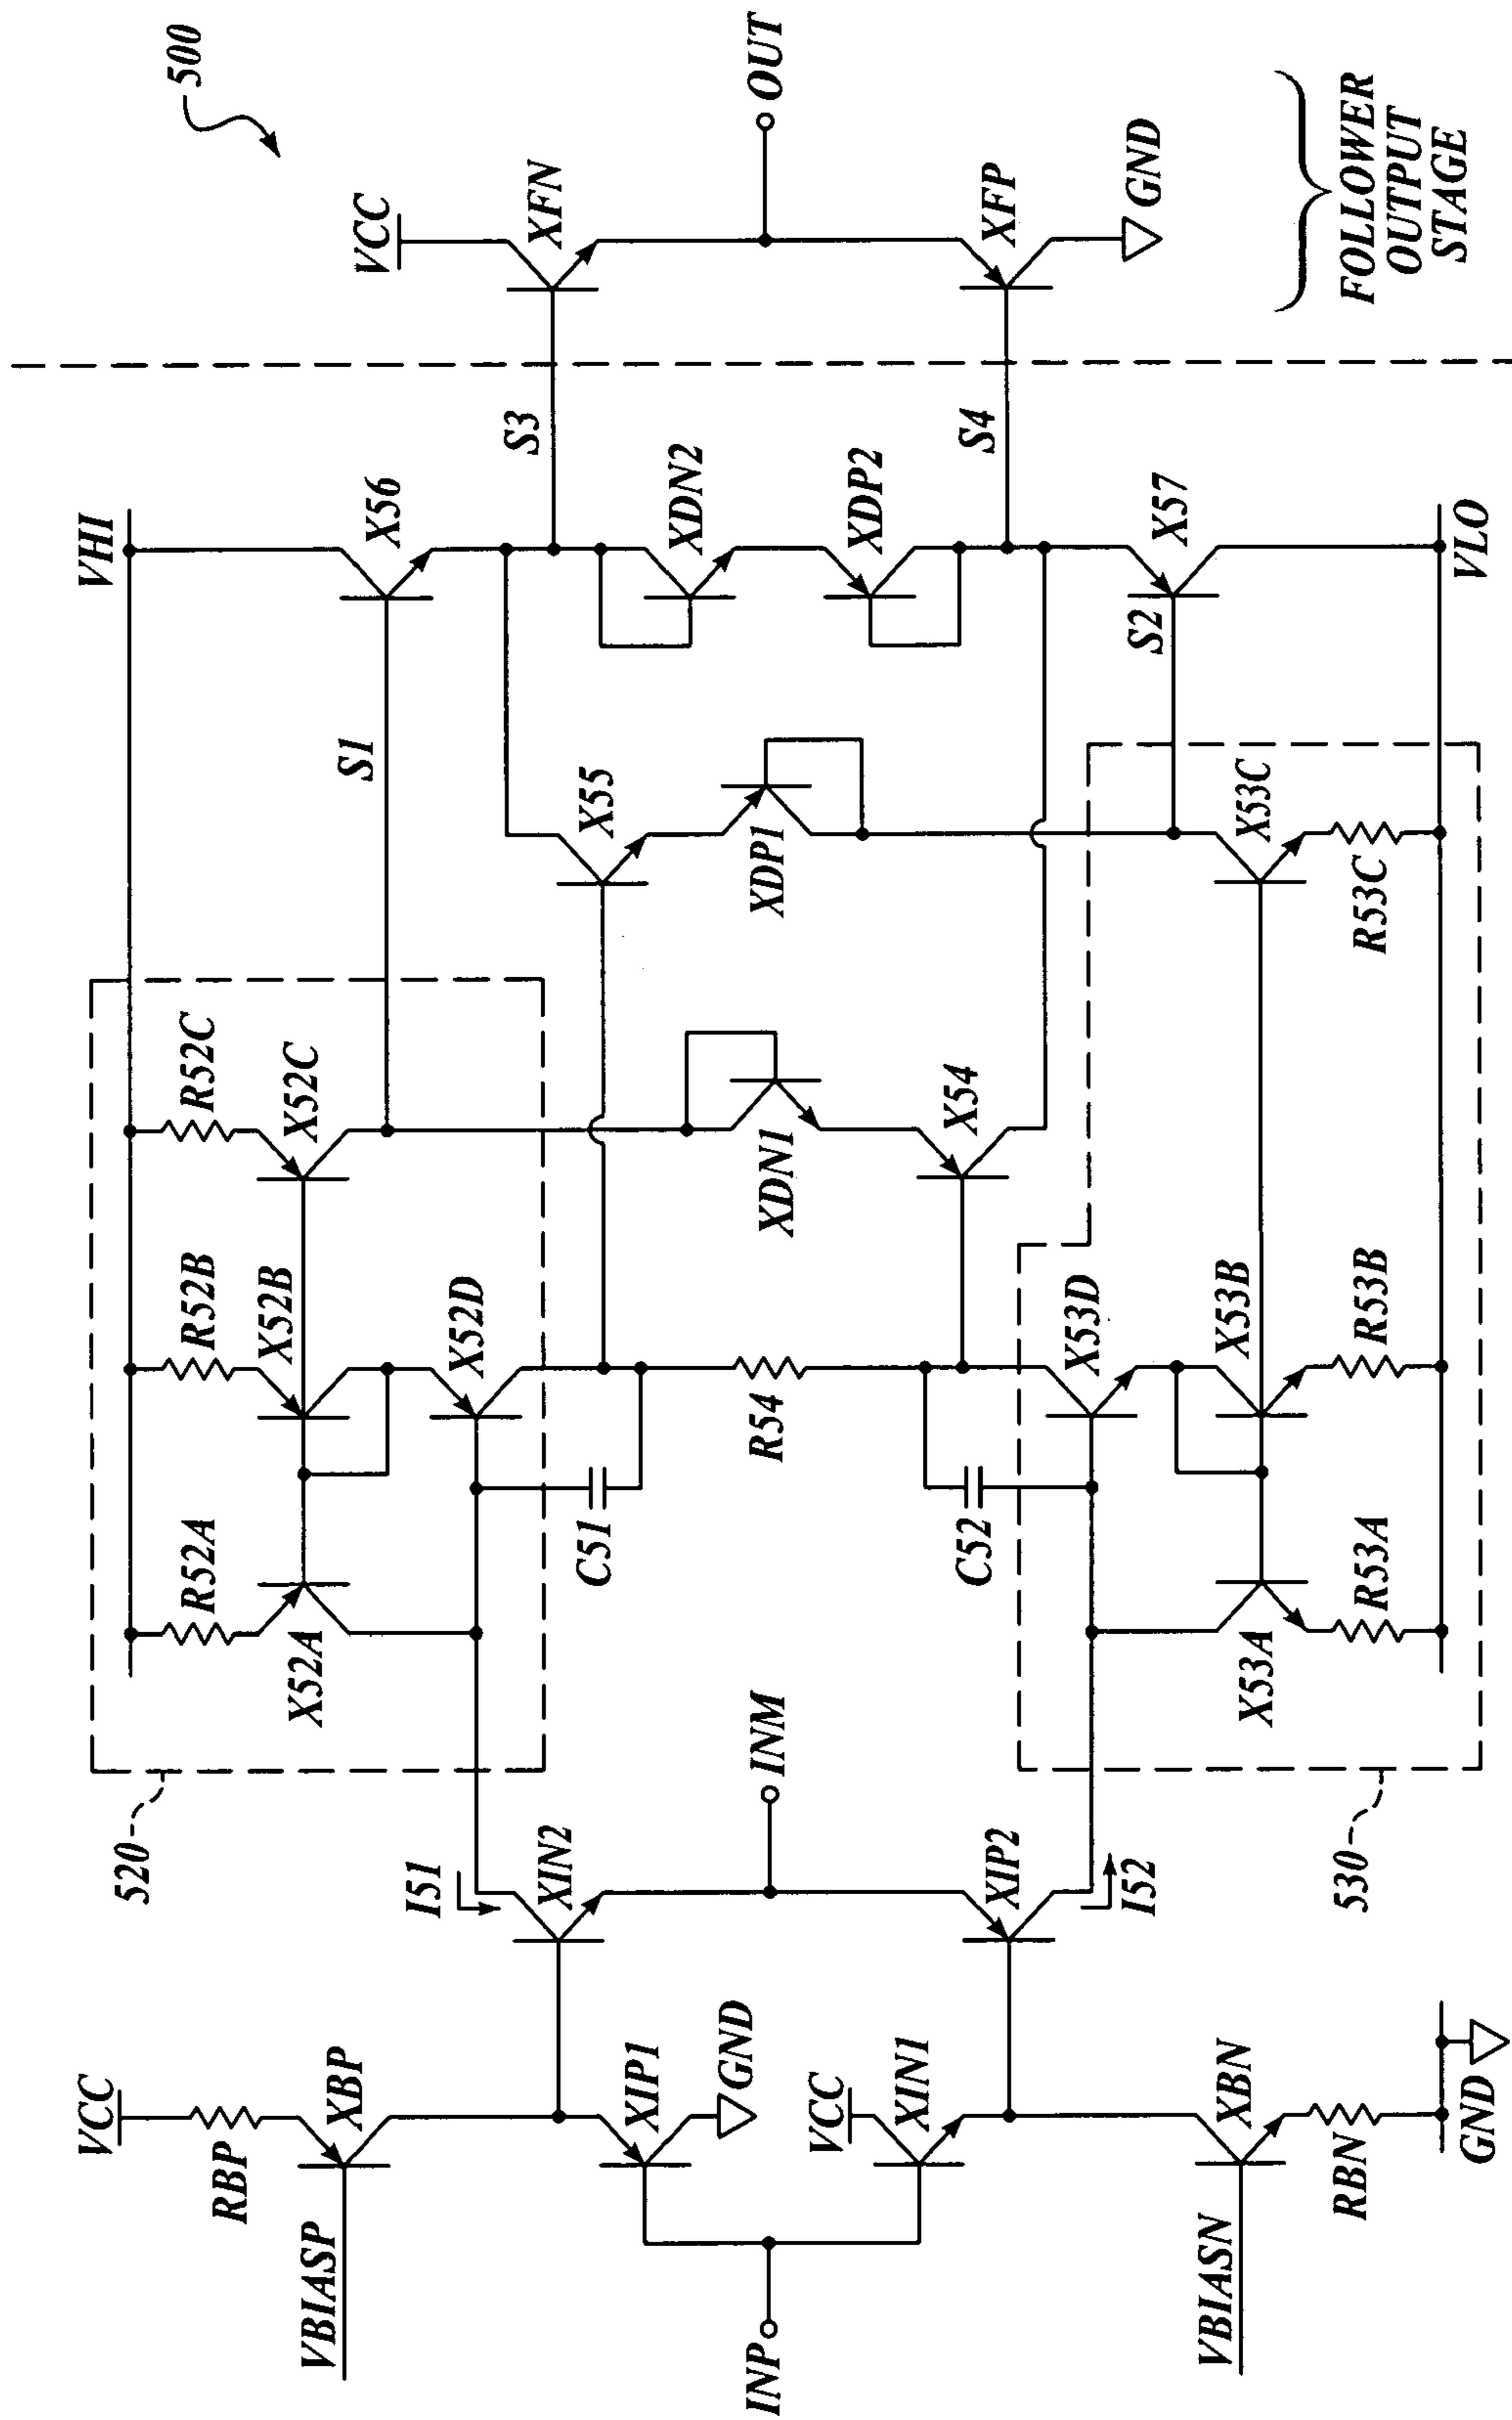 500
VCC
RBP
XBP
VBIASP
XIP1
GND
VCC
XIN1
INP
VBIASN
XBN
RBN
GND
I51
XIN2
INM
XIP2
I52
520
R52A
X52A
R52B
X52B
X52D
R52C
X52C
C51
R54
C52
530
X53A
R53A
X53D
X53B
R53B
X53C
R53C
XDN1
X54
S1
X55
XDP1
VHI
X56
S3
XDN2
XDP2
S4
S2
X57
VLO
VCC
XFN
OUT
XFP
GND
FOLLOWER
OUTPUT
STAGE